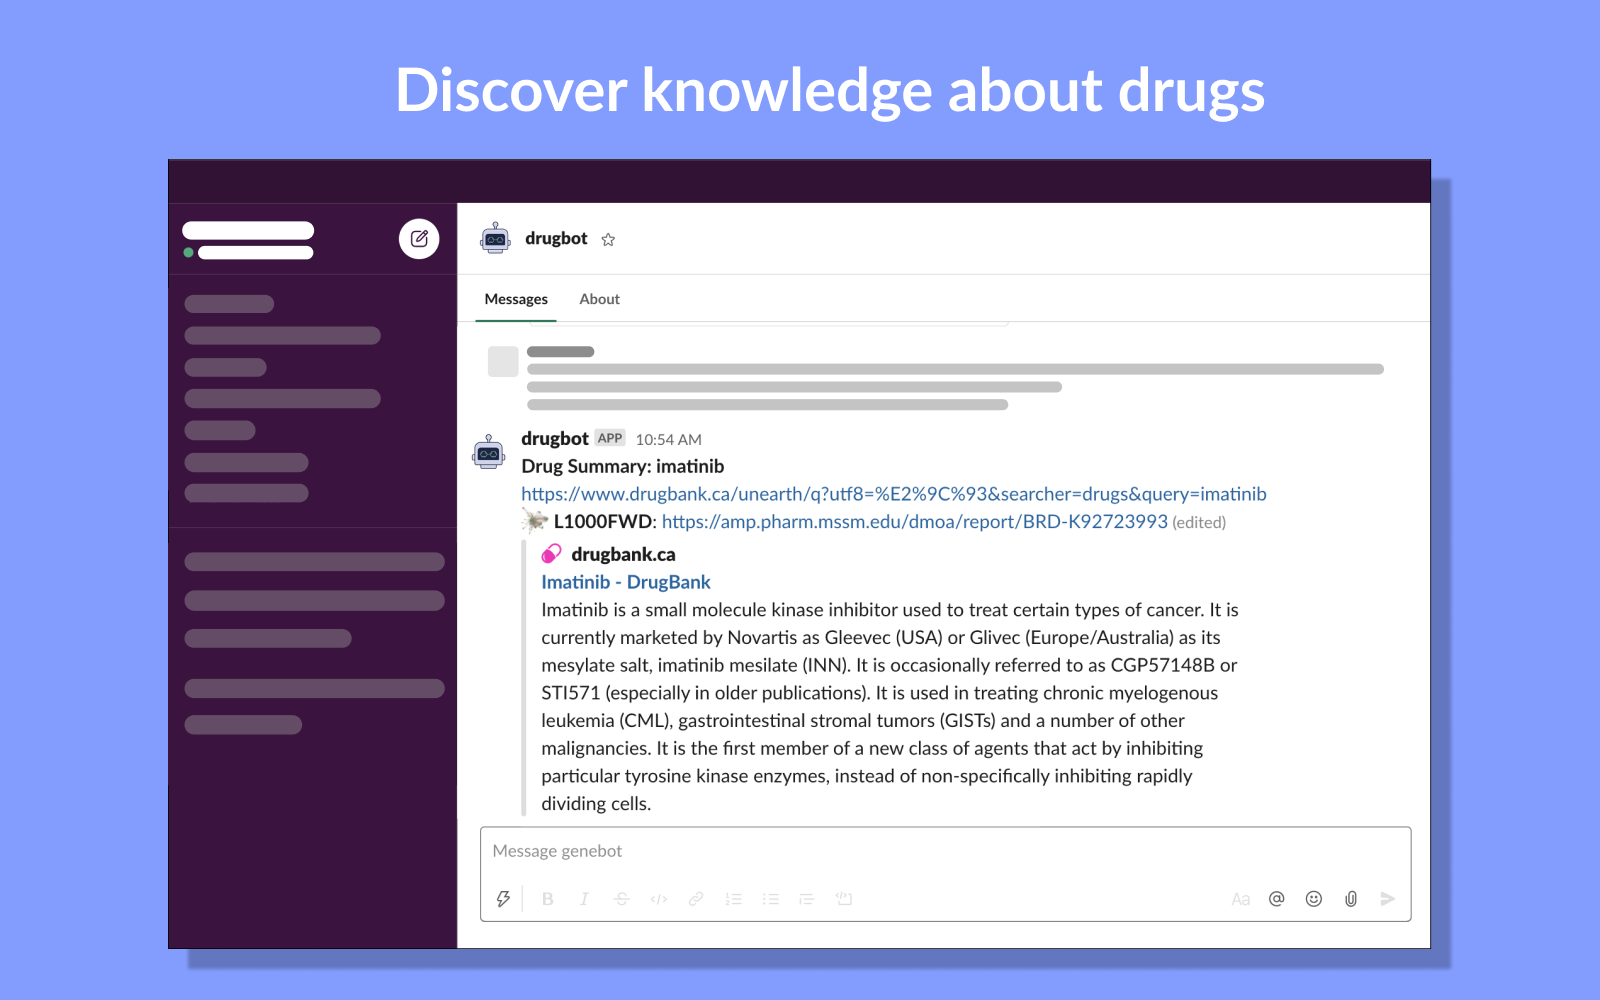 Discover knowledge about drugs
drugbot
Messages About
drugbot APP 10:54 AM
Drug Summary: imatinib
https://www.drugbank.ca/unearth/q?utf8=%E2%9C%93&searcher=drugs&query=imatinib
L1000FWD: https://amp.pharm.mssm.edu/dmoa/report/BRD-K92723993 (edited)
drugbank.ca
Imatinib - DrugBank
Imatinib is a small molecule kinase inhibitor used to treat certain types of cancer. It is
currently marketed by Novartis as Gleevec (USA) or Glivec (Europe/Australia) as its
mesylate salt, imatinib mesilate (INN). It is occasionally referred to as CGP57148B or
STI571 (especially in older publications). It is used in treating chronic myelogenous
leukemia (CML), gastrointestinal stromal tumors (GISTs) and a number of other
malignancies. It is the first member of a new class of agents that act by inhibiting
particular tyrosine kinase enzymes, instead of non-specifically inhibiting rapidly
dividing cells.
Message genebot
B I S Aa @